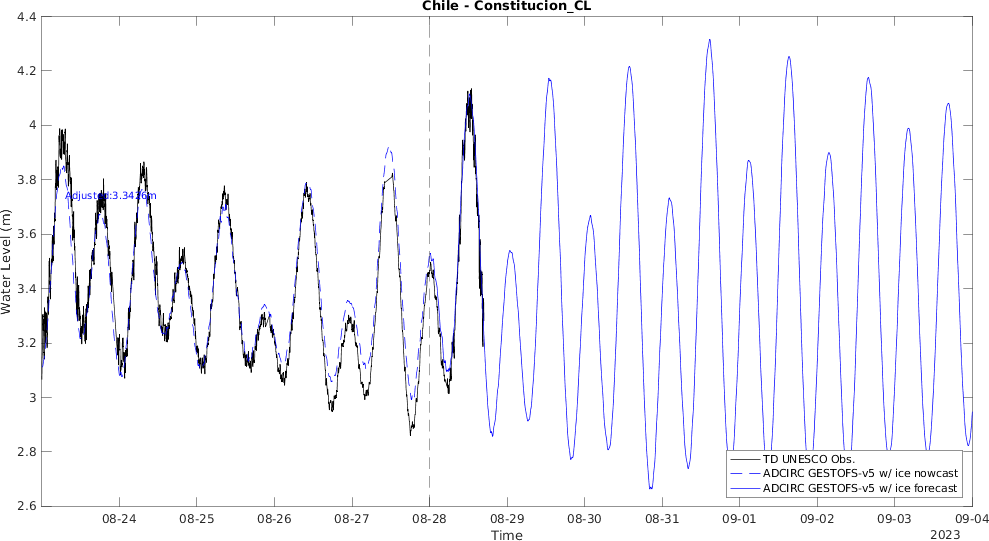 Chile - Constitucion_CL
4.4
4.2
4
3.8
3.6
3.4
3.2
3
2.8
2.6
Water Level (m)
Adjusted:3.3426m
TD UNESCO Obs.
ADCIRC GESTOFS-v5 w/ ice nowcast
ADCIRC GESTOFS-v5 w/ ice forecast
08-24 08-25 08-26 08-27 08-28 08-29 08-30 08-31 09-01 09-02 09-03 09-04
Time
2023